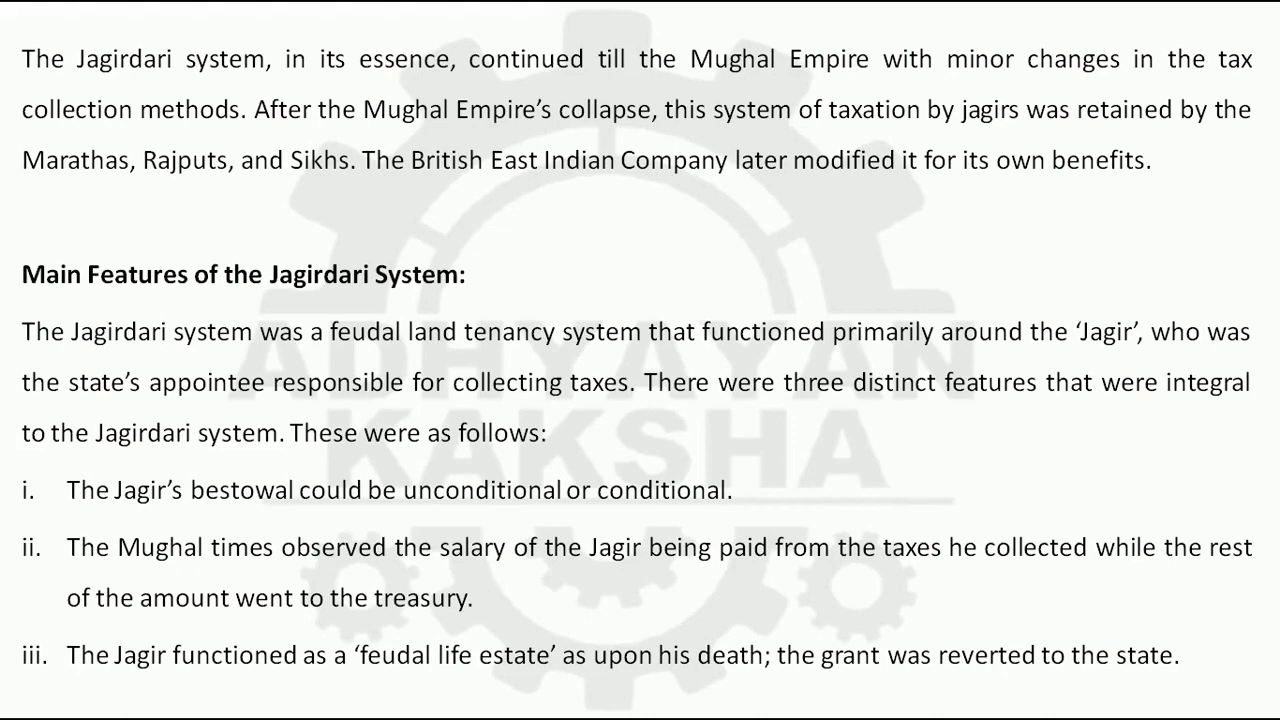 The Jagirdari system, in its essence, continued till the Mughal Empire with minor changes in the tax
collection methods. After the Mughal Empire’s collapse, this system of taxation by jagirs was retained by the
Marathas, Rajputs, and Sikhs. The British East Indian Company later modified it for its own benefits.
Main Features of the Jagirdari System:
The Jagirdari system was a feudal land tenancy system that functioned primarily around the ‘Jagir’, who was
the state’s appointee responsible for collecting taxes. There were three distinct features that were integral
to the Jagirdari system. These were as follows:
i. The Jagir’s bestowal could be unconditional or conditional.
ii. The Mughal times observed the salary of the Jagir being paid from the taxes he collected while the rest
of the amount went to the treasury.
iii. The Jagir functioned as a ‘feudal life estate’ as upon his death; the grant was reverted to the state.
ADHYAYAN
KAKSHA